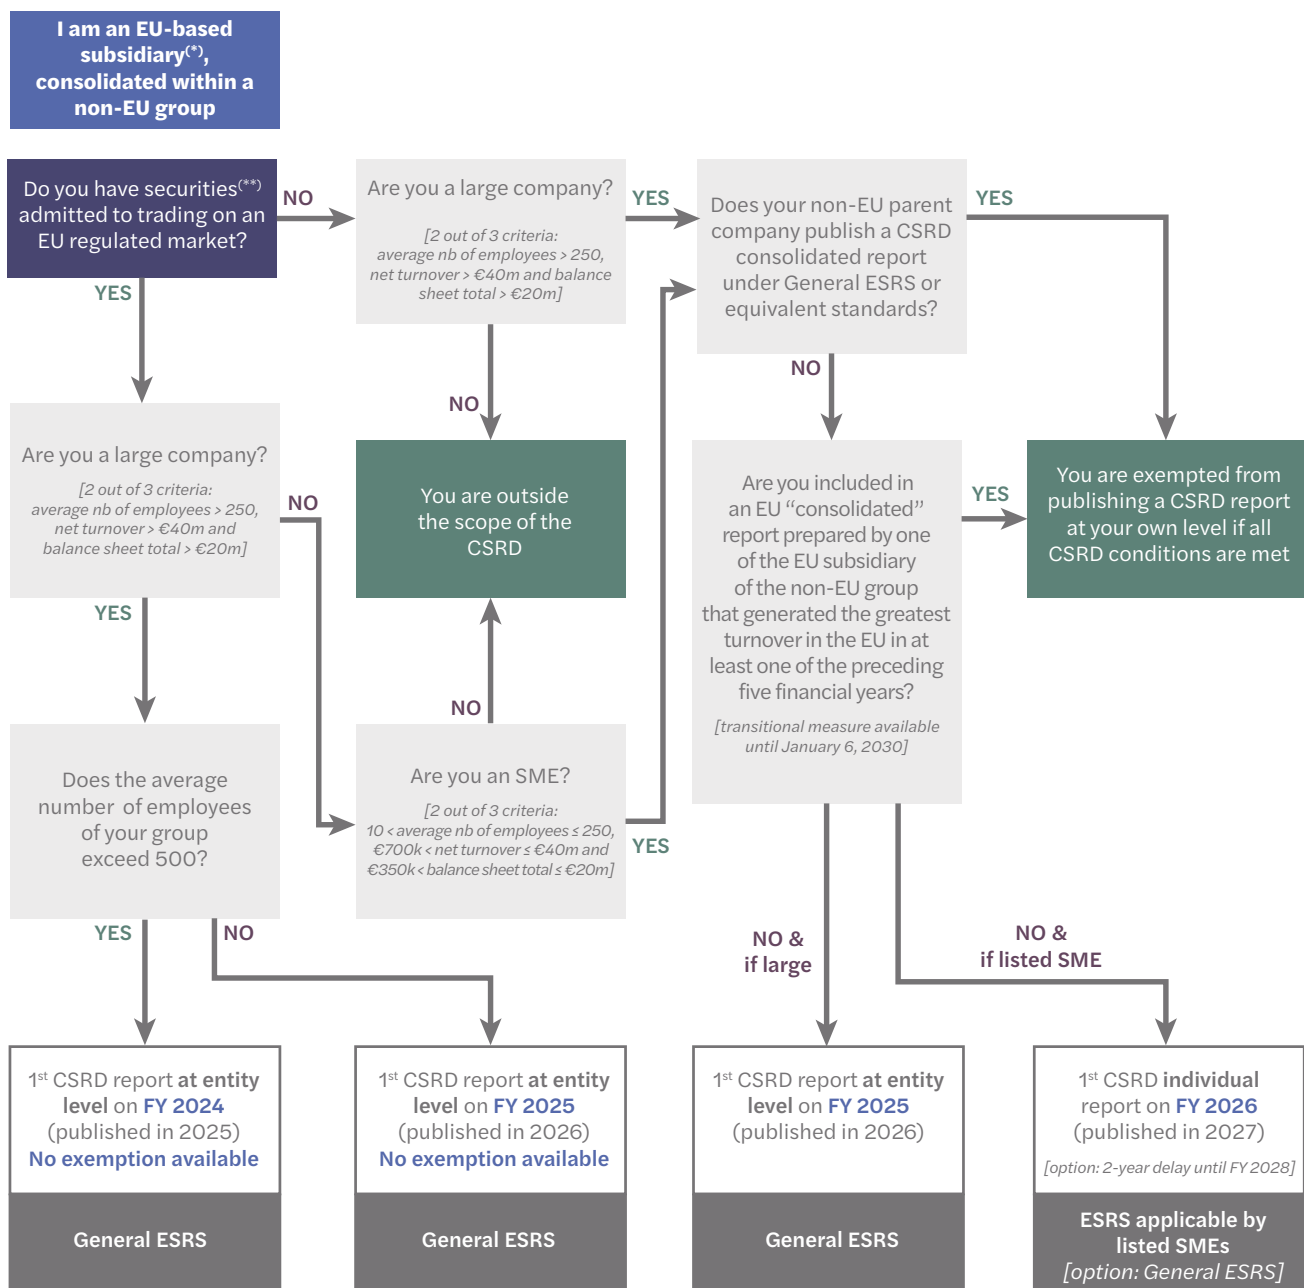 I am an EU-based
subsidiary(*),
consolidated within a
non-EU group
Do you have securities(**)
admitted to trading on an
EU regulated market?
NO
YES
Are you a large company?
[2 out of 3 criteria:
average nb of employees > 250,
net turnover > €40m and balance
sheet total > €20m]
YES
NO
Does your non-EU parent
company publish a CSRD
consolidated report
under General ESRS or
equivalent standards?
YES
NO
Are you a large company?
[2 out of 3 criteria:
average nb of employees > 250,
net turnover > €40m and
balance sheet total > €20m]
NO
YES
You are outside
the scope of the
CSRD
Are you included in
an EU “consolidated”
report prepared by one
of the EU subsidiary
of the non-EU group
that generated the greatest
turnover in the EU in at
least one of the preceding
five financial years?
[transitional measure available
until January 6, 2030]
YES
You are exempted from
publishing a CSRD report
at your own level if all
CSRD conditions are met
Does the average
number of employees
of your group
exceed 500?
YES
NO
NO
Are you an SME?
[2 out of 3 criteria:
10 < average nb of employees ≤ 250,
€700k < net turnover ≤ €40m and
€350k < balance sheet total ≤ €20m]
YES
NO &
if large
NO &
if listed SME
1st CSRD report at entity
level on FY 2024
(published in 2025)
No exemption available
General ESRS
1st CSRD report at entity
level on FY 2025
(published in 2026)
No exemption available
General ESRS
1st CSRD report at entity
level on FY 2025
(published in 2026)
General ESRS
1st CSRD individual
report on FY 2026
(published in 2027)
[option: 2-year delay until FY 2028]
ESRS applicable by
listed SMEs
[option: General ESRS]